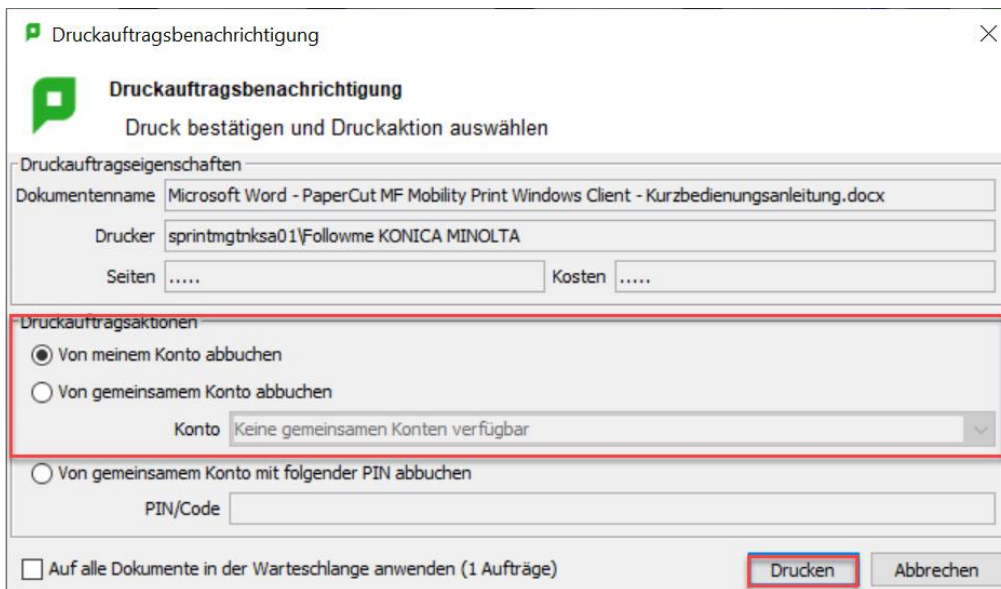 Druckauftragsbenachrichtigung
Druckauftragsbenachrichtigung
Druck bestätigen und Druckaktion auswählen
Druckauftragseigenschaften
Dokumentenname Microsoft Word - PaperCut MF Mobility Print Windows Client - Kurzbedienungsanleitung.docx
Drucker sprintmgtnksa01\Followme KONICA MINOLTA
Seiten ..... Kosten .....
Druckauftragsaktionen
Von meinem Konto abbuchen
Von gemeinsamem Konto abbuchen
Konto Keine gemeinsamen Konten verfügbar
Von gemeinsamem Konto mit folgender PIN abbuchen
PIN/Code
Auf alle Dokumente in der Warteschlange anwenden (1 Aufträge) Drucken Abbrechen